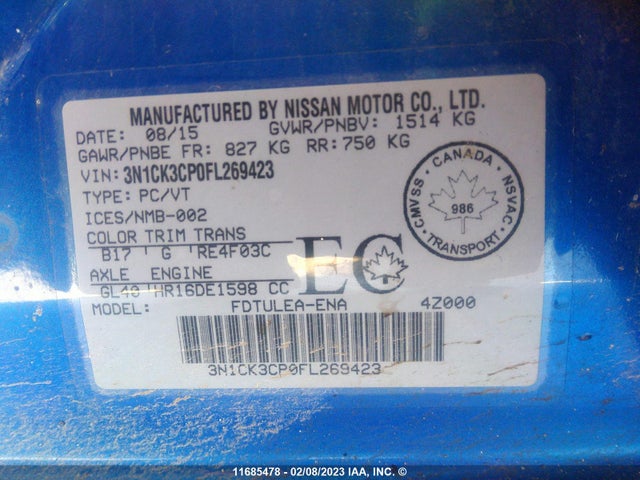 MANUFACTURED BY NISSAN MOTOR CO., LTD.
DATE: 08/15 GVWR/PNBV: 1514 KG
GAWR/PNBE FR: 827 KG RR: 750 KG
VIN: 3N1CK3CP0FL269423
TYPE: PC/VT
ICES/NMB-002
COLOR TRIM TRANS
B17 G RE4F03C
AXLE ENGINE
GL40 HR16DE1598 CC
MODEL: FDTULEA-ENA 4Z000
3N1CK3CP0FL269423
EC
CANADA
CMVSS NSVAC
986
TRANSPORT
11685478 - 02/08/2023 IAA, INC. ©